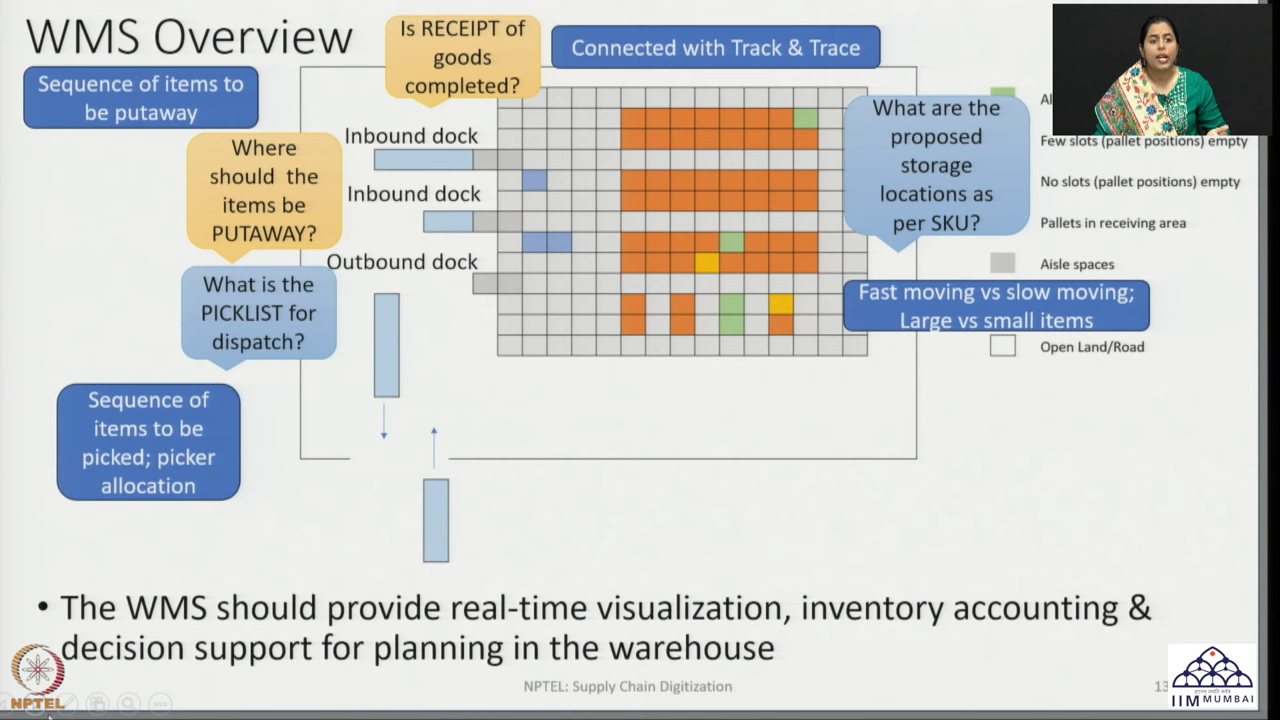 WMS Overview
Is RECEIPT of
goods
completed?
Connected with Track & Trace
Sequence of items to
be putaway
Inbound dock
Where
should the
items be
PUTAWAY?
Inbound dock
Outbound dock
What is the
PICKLIST for
dispatch?
Sequence of
items to be
picked; picker
allocation
What are the
proposed
storage
locations as
per SKU?
Few slots (pallet positions) empty
No slots (pallet positions) empty
Pallets in receiving area
Aisle spaces
Fast moving vs slow moving;
Large vs small items
Open Land/Road
• The WMS should provide real-time visualization, inventory accounting &
decision support for planning in the warehouse
NPTEL
NPTEL: Supply Chain Digitization
13
IIM MUMBAI